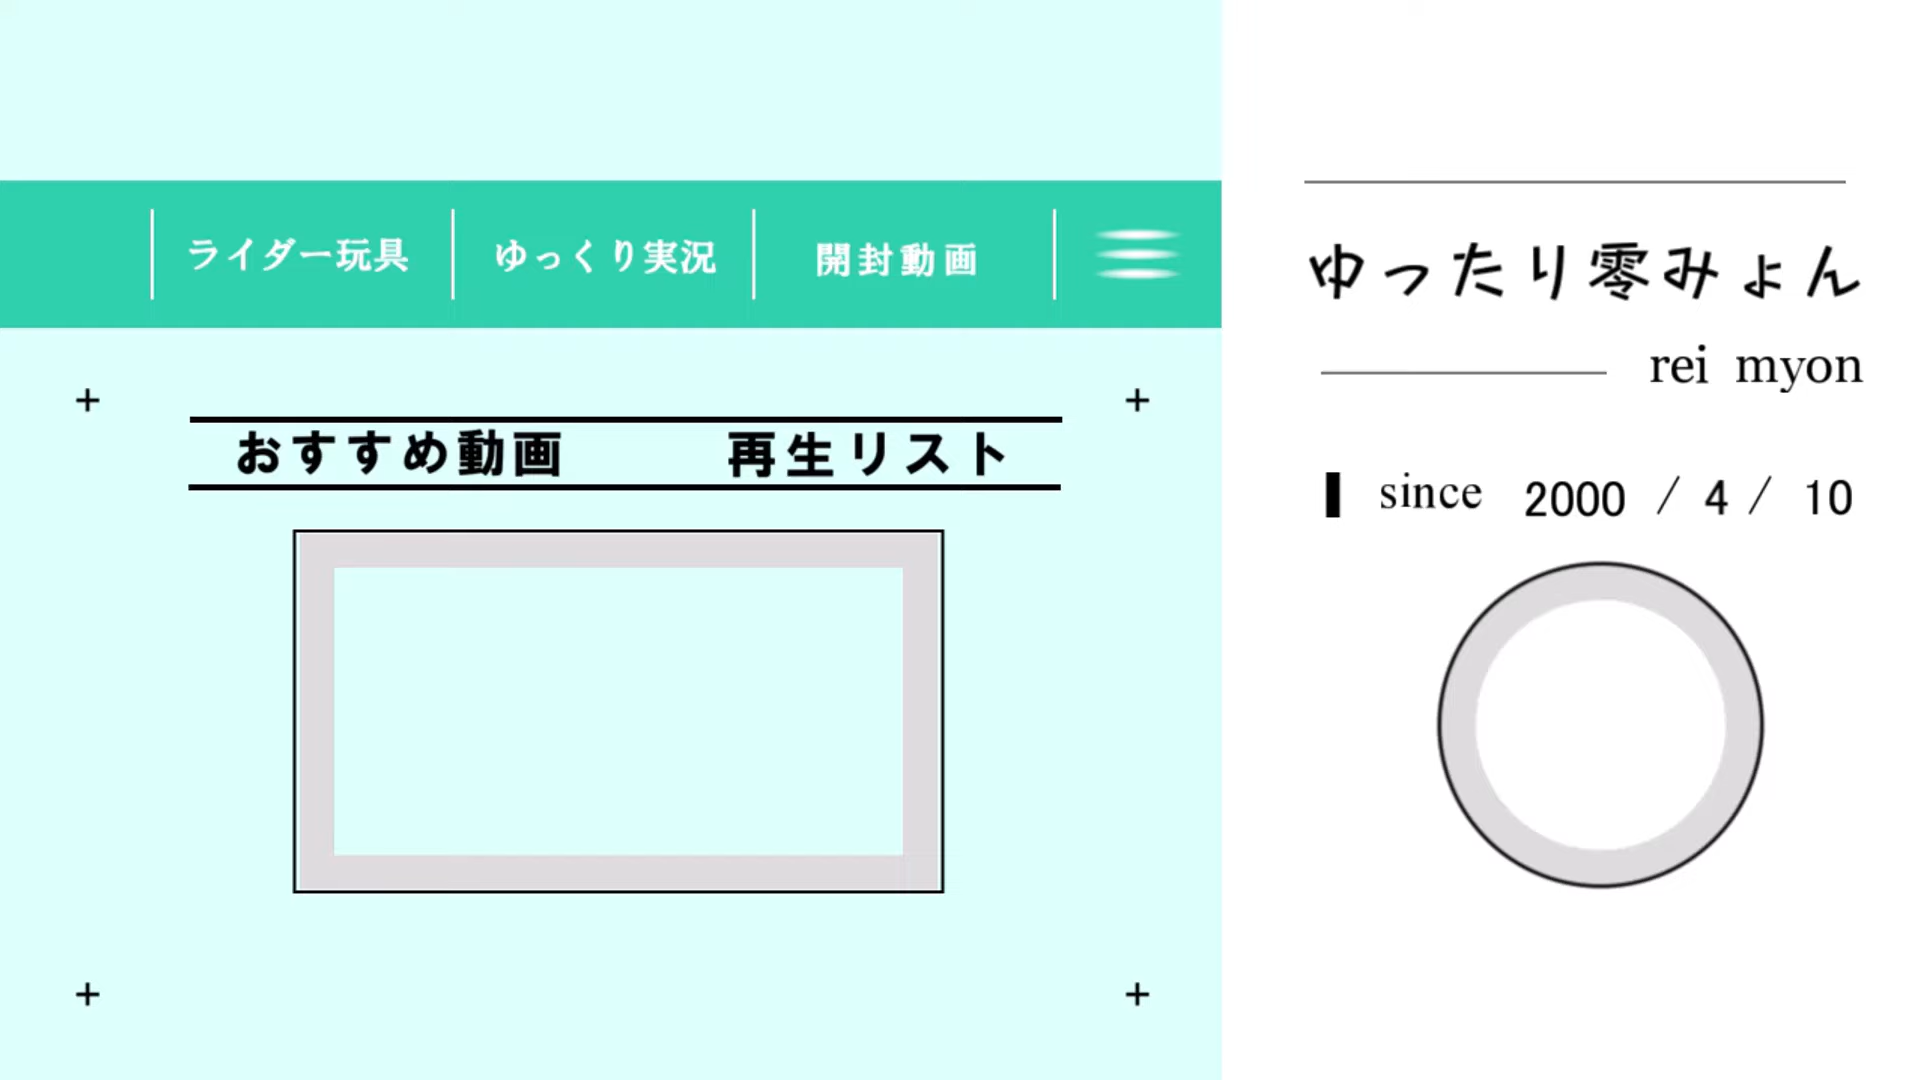 ライダー玩具 ゆっくり実況 開封動画
おすすめ動画 再生リスト
ゆったり零みょん
rei myon
since 2000 / 4 / 10